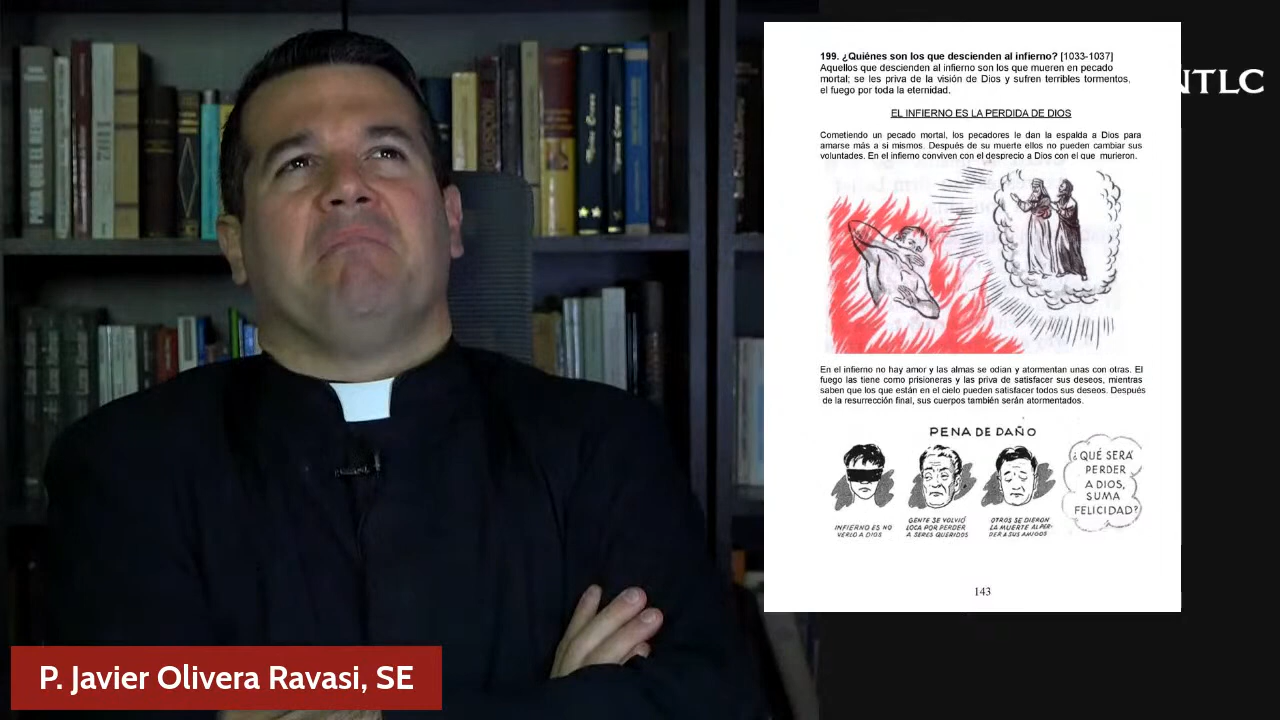 199. ¿Quiénes son los que descienden al infierno? [1033-1037]
Aquellos que descienden al infierno son los que mueren en pecado
mortal; se les priva de la visión de Dios y sufren terribles tormentos,
el fuego por toda la eternidad.
EL INFIERNO ES LA PERDIDA DE DIOS
Cometiendo un pecado mortal, los pecadores le dan la espalda a Dios para
amarse más a sí mismos. Después de su muerte ellos no pueden cambiar sus
voluntades. En el infierno conviven con el desprecio a Dios con el que murieron.
En el infierno no hay amor y las almas se odian y atormentan unas con otras. El
fuego las tiene como prisioneras y las priva de satisfacer sus deseos, mientras
saben que los que están en el cielo pueden satisfacer todos sus deseos. Después
de la resurrección final, sus cuerpos también serán atormentados.
PENA DE DAÑO
INFIERNO ES NO
VERLO A DIOS
GENTE SE VOLVIÓ
LOCA POR PERDER
A SERES QUERIDOS
OTROS SE DIERON
LA MUERTE AL PER-
DER A SUS AMIGOS
¿QUÉ SERÁ
PERDER
A DIOS,
SUMA
FELICIDAD?
143
NTLC
PARA QUE ÉL REINE
P. Javier Olivera Ravasi, SE